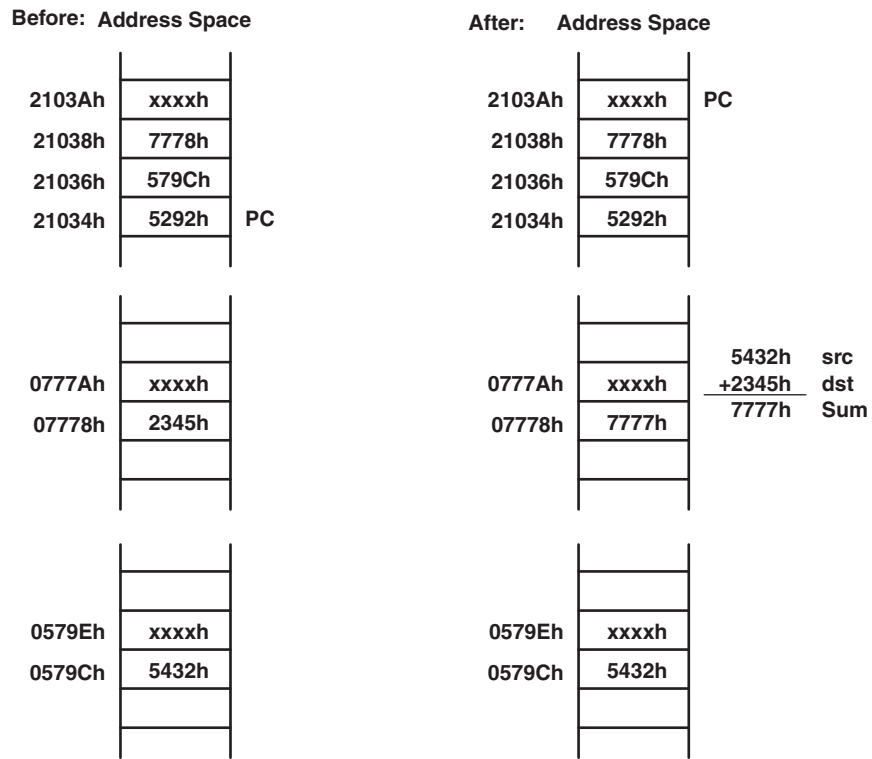 Before: Address Space
After: Address Space
2103Ah xxxxh
21038h 7778h
21036h 579Ch
21034h 5292h PC
2103Ah xxxxh PC
21038h 7778h
21036h 579Ch
21034h 5292h
0777Ah xxxxh
07778h 2345h
0777Ah xxxxh
07778h 7777h
5432h src
+2345h dst
7777h Sum
0579Eh xxxxh
0579Ch 5432h
0579Eh xxxxh
0579Ch 5432h